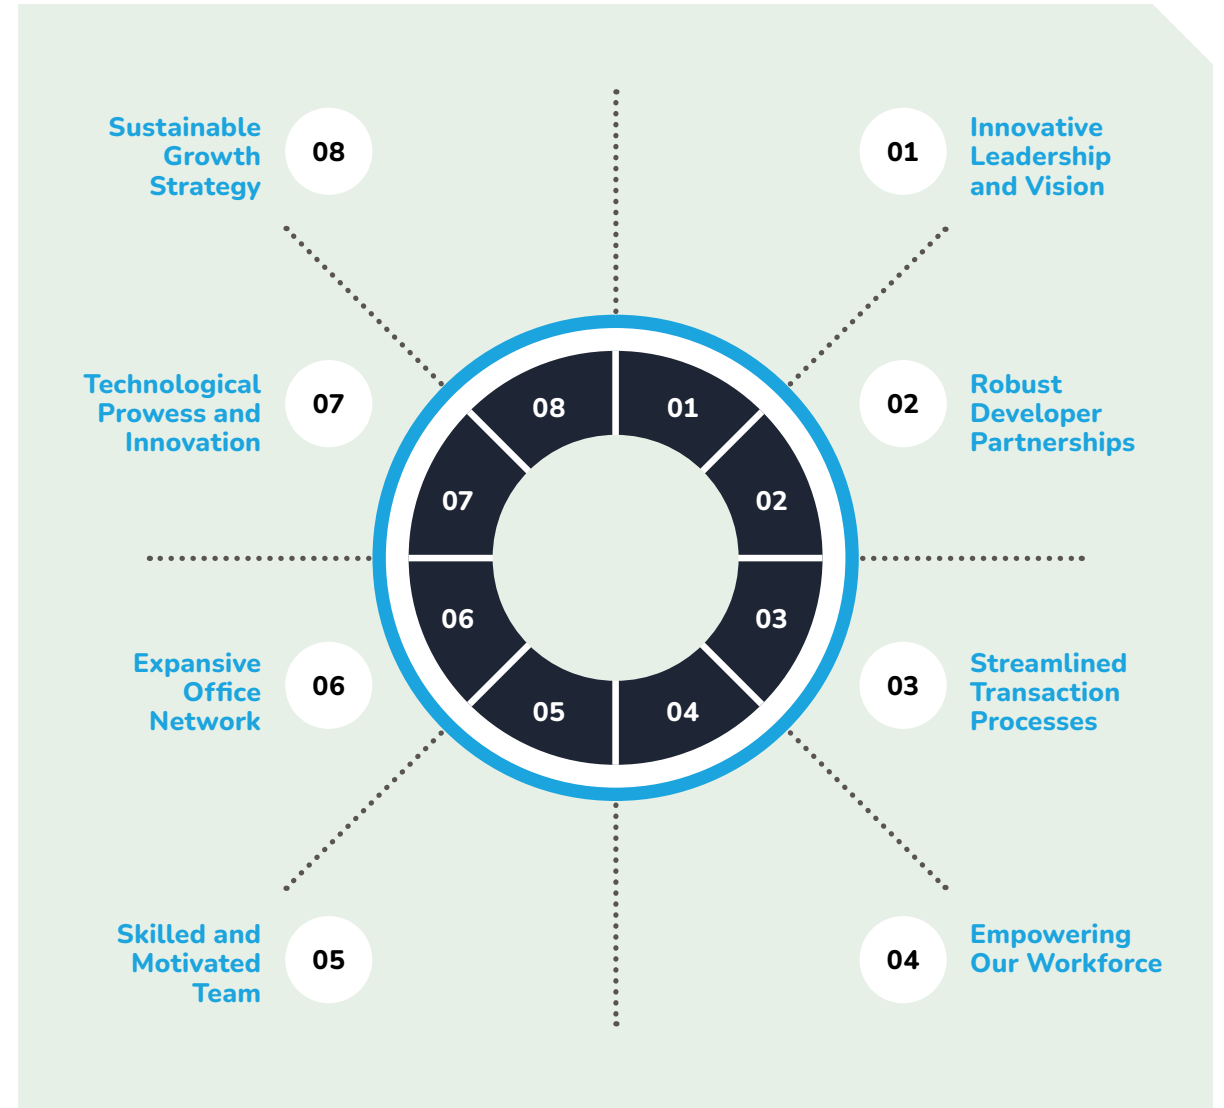 01
Innovative
Leadership
and Vision
02
Robust
Developer
Partnerships
03
Streamlined
Transaction
Processes
04
Empowering
Our Workforce
05
Skilled and
Motivated
Team
06
Expansive
Office
Network
07
Technological
Prowess and
Innovation
08
Sustainable
Growth
Strategy
01
02
03
04
05
06
07
08